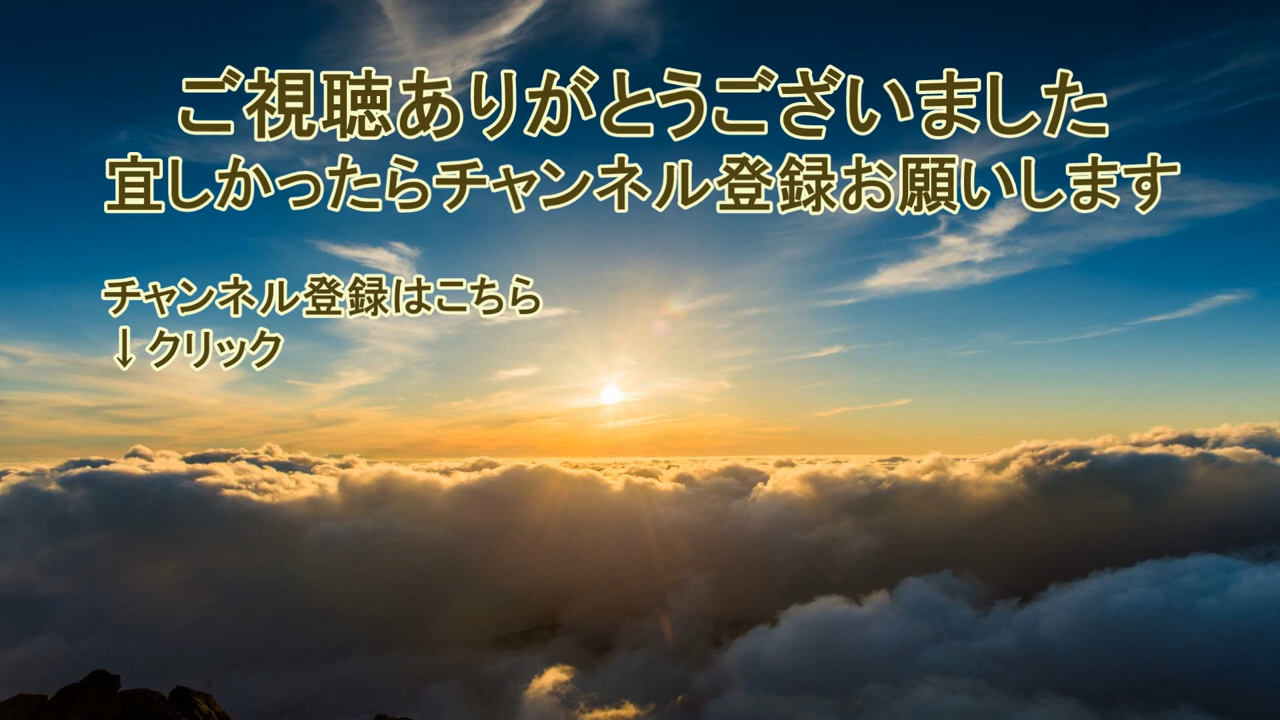 ご視聴ありがとうございました
宜しかったらチャンネル登録お願いします
チャンネル登録はこちら
↓クリック